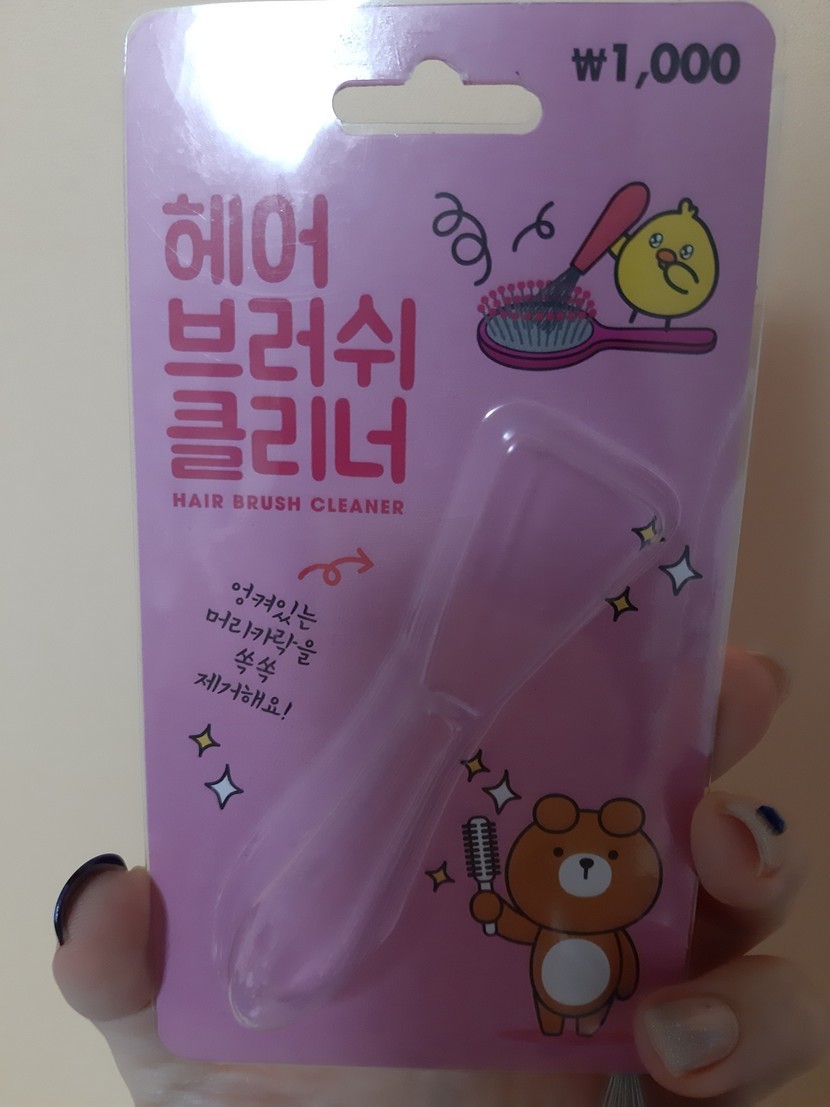 ₩1,000
헤어
브러쉬
클리너
HAIR BRUSH CLEANER
엉켜있는
머리카락을
쏙쏙
제거해요!